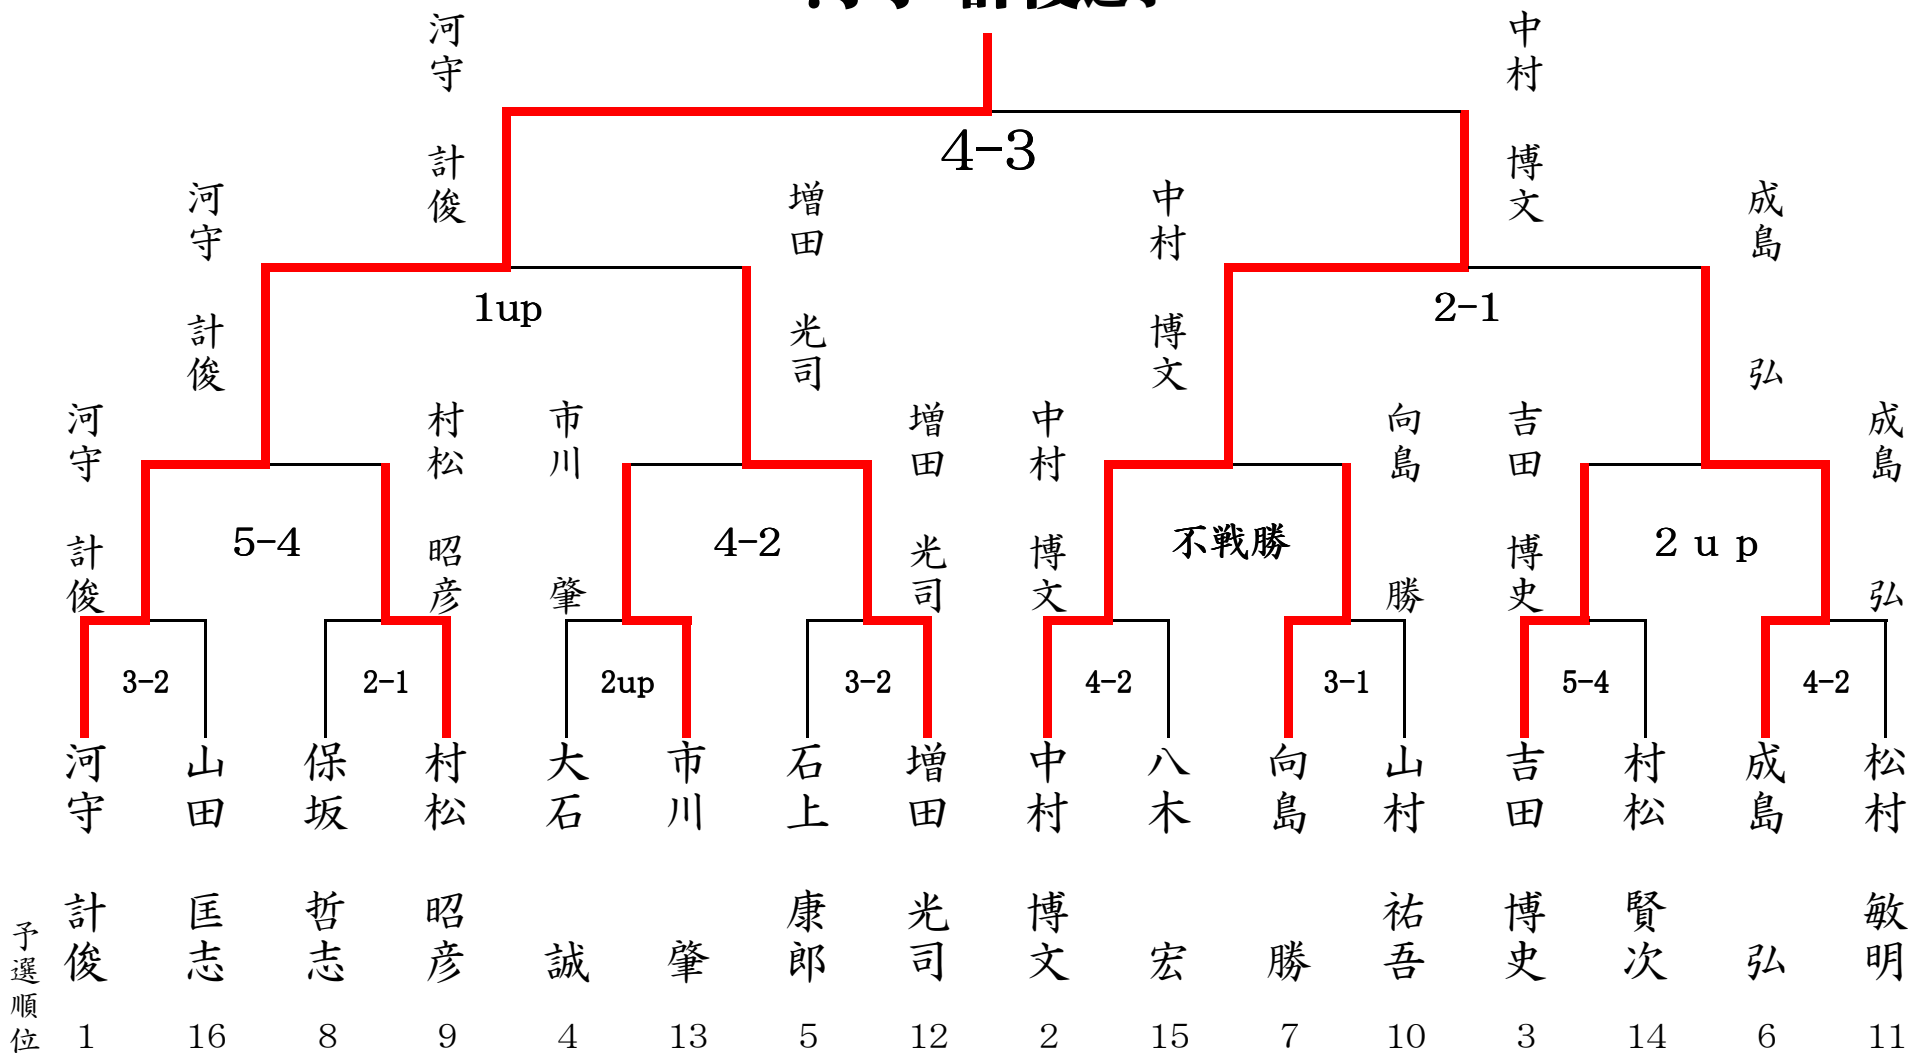 河守 計俊
中村 博文
4-3
河守 計俊
増田 光司
中村 博文
成島 弘
1up
2-1
河守 計俊
村松 昭彦
市川 肇
増田 光司
中村 博文
向島 勝
吉田 博史
成島 弘
5-4
4-2
不戦勝
2up
3-2
2-1
2up
3-2
4-2
3-1
5-4
4-2
河守 計俊
山田 匡志
保坂 哲志
村松 昭彦
大石 誠
市川 肇
石上 康郎
増田 光司
中村 博文
八木 宏
向島 勝
山村 祐吾
吉田 博史
村松 賢次
成島 弘
松村 敏明
予選順位 1 16 8 9 4 13 5 12 2 15 7 10 3 14 6 11